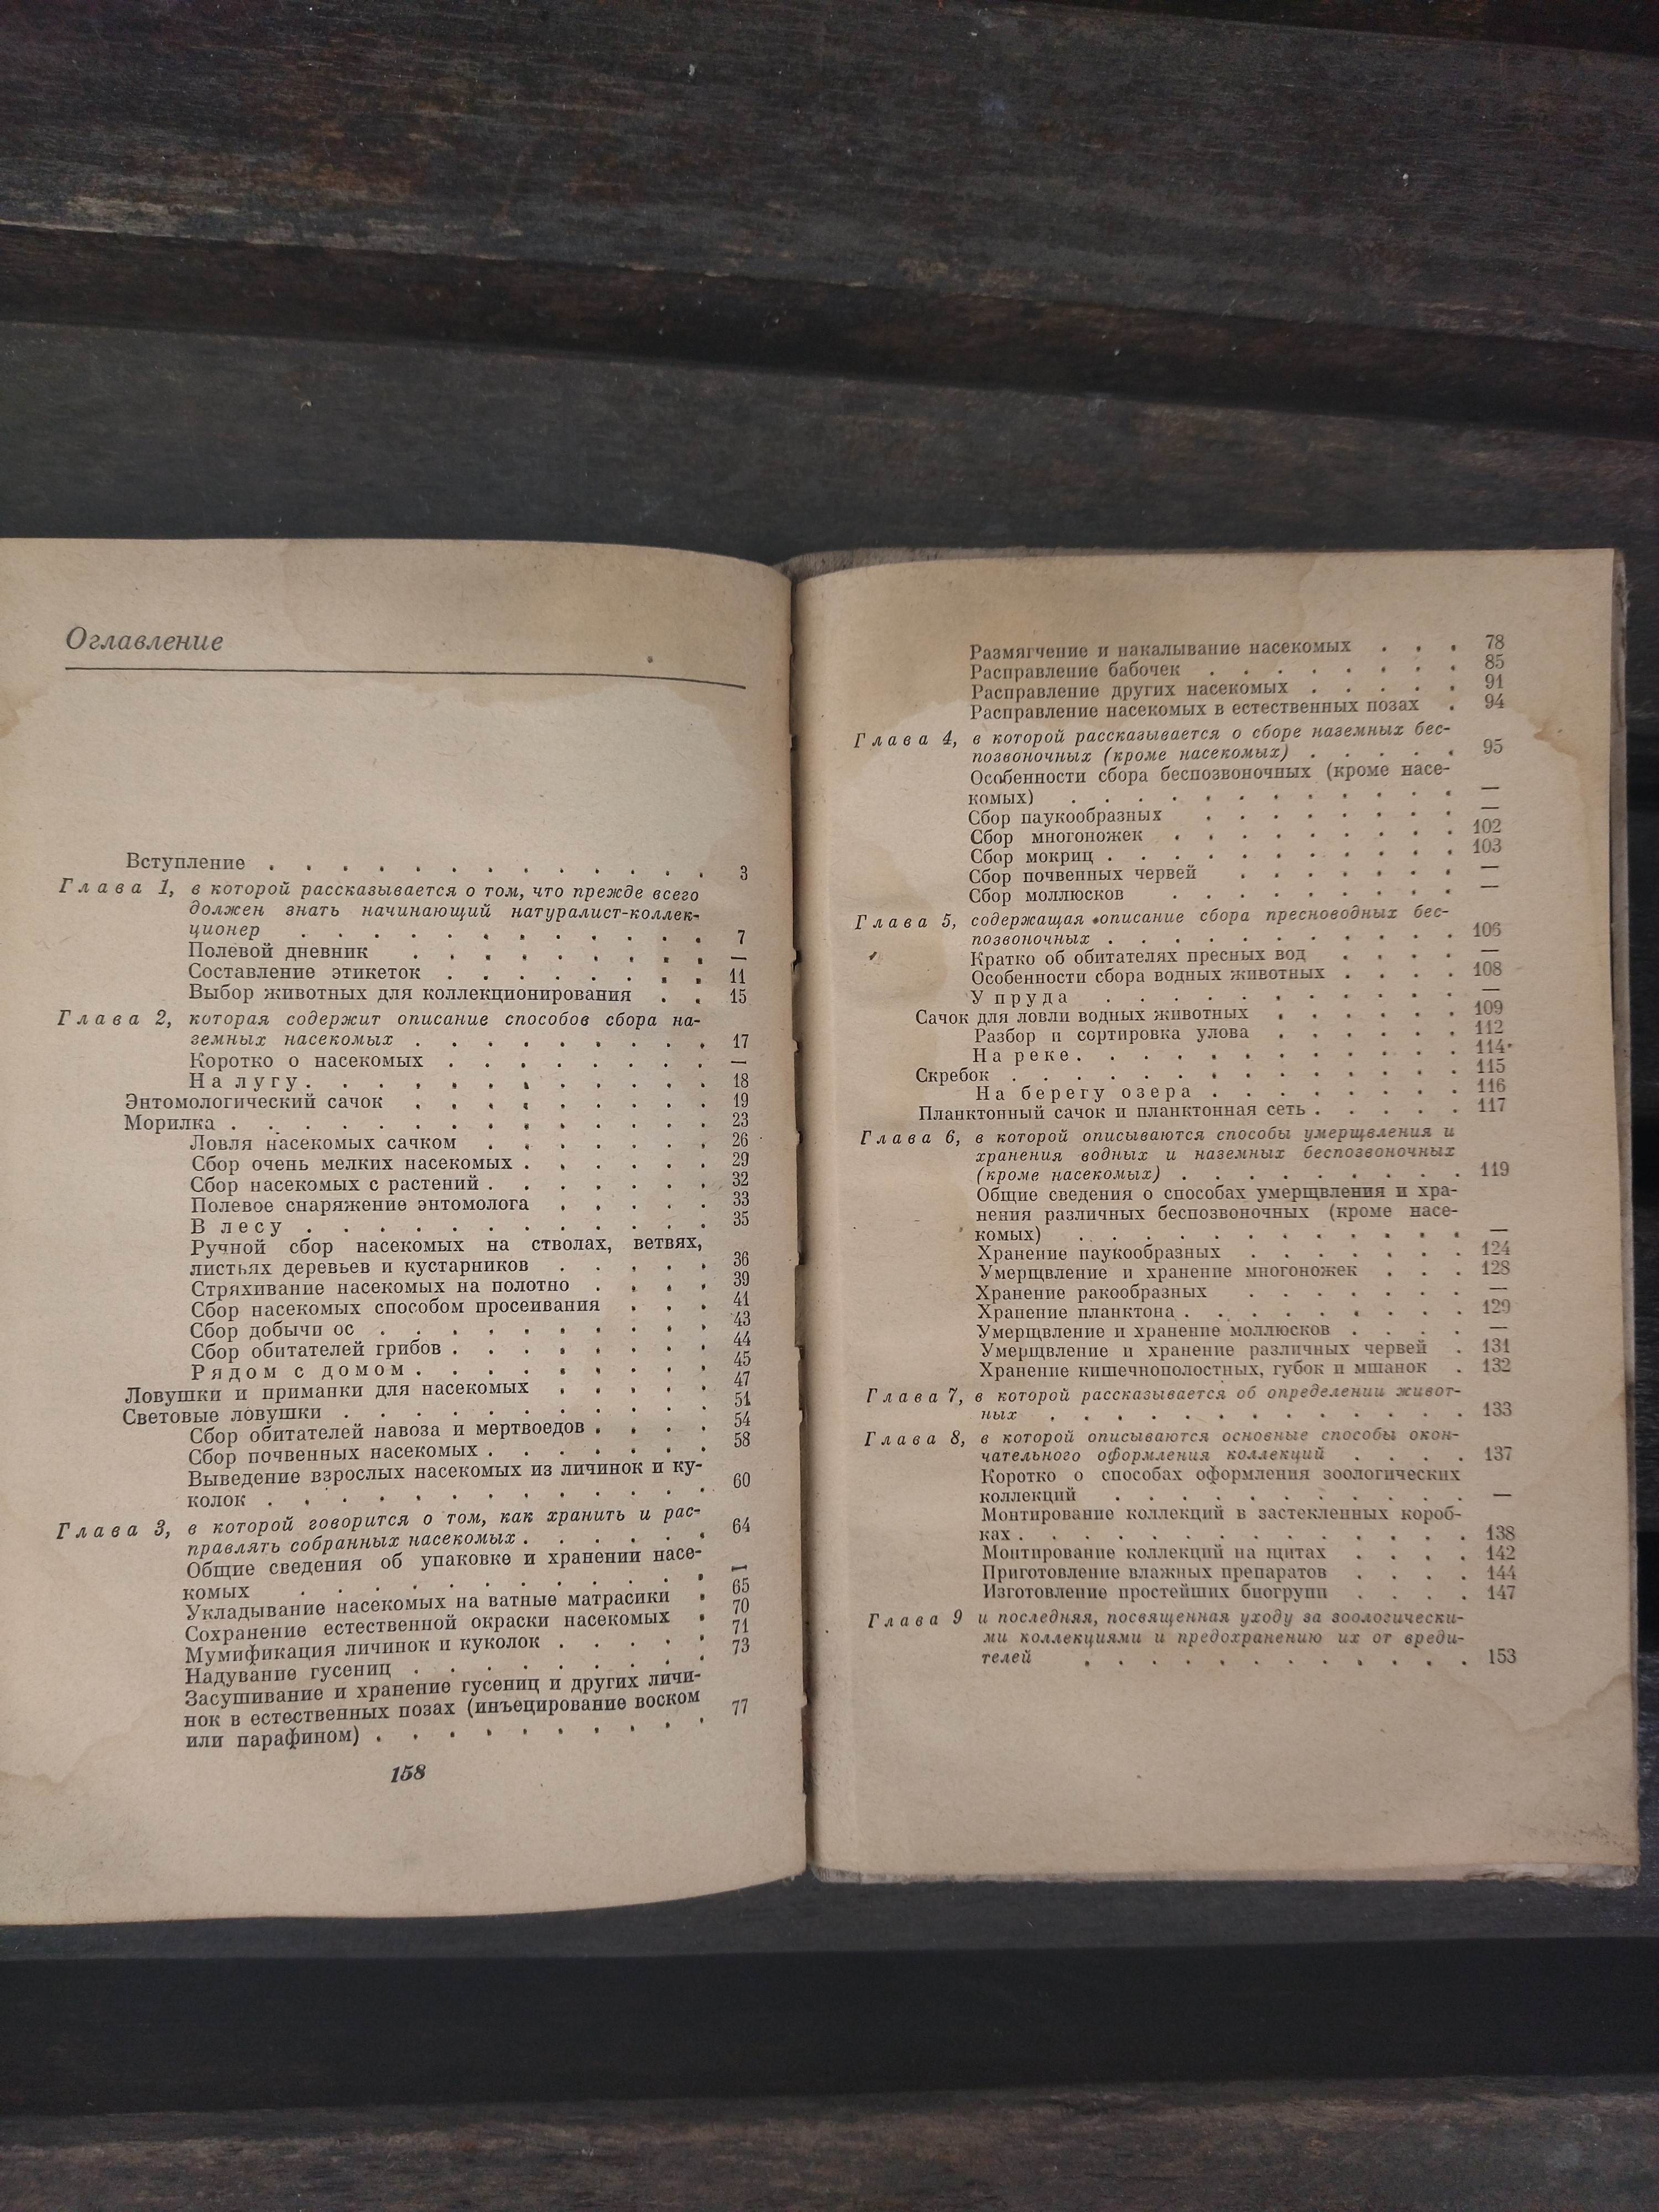 Оглавление
Вступление . . . . . . . . . . . . 3
Глава 1, в которой рассказывается о том, что прежде всего
должен знать начинающий натуралист-коллек-
ционер . . . . . . . . . . . 7
Полевой дневник . . . . . . . . . —
Составление этикеток . . . . . . . . 11
Выбор животных для коллекционирования . . 15
Глава 2, которая содержит описание способов сбора на-
земных насекомых . . . . . . . . . 17
Коротко о насекомых . . . . . . . . —
На лугу . . . . . . . . . . . . 18
Энтомологический сачок . . . . . . . . . 19
Морилка . . . . . . . . . . . . . . 23
Ловля насекомых сачком . . . . . . . 26
Сбор очень мелких насекомых . . . . . . 29
Сбор насекомых с растений . . . . . . . 32
Полевое снаряжение энтомолога . . . . . 33
В лесу . . . . . . . . . . . . 35
Ручной сбор насекомых на стволах, ветвях,
листьях деревьев и кустарников . . . . . 36
Стряхивание насекомых на полотно . . . . 39
Сбор насекомых способом просеивания . . . 41
Сбор добычи ос . . . . . . . . . . 43
Сбор обитателей грибов . . . . . . . . 44
Рядом с домом . . . . . . . . . 45
Ловушки и приманки для насекомых . . . . . 47
Световые ловушки . . . . . . . . . . . 51
Сбор обитателей навоза и мертвоедов . . . . 54
Сбор почвенных насекомых . . . . . . . 58
Выведение взрослых насекомых из личинок и ку-
колок . . . . . . . . . . . . . 60
Глава 3, в которой говорится о том, как хранить и рас-
правлять собранных насекомых . . . . . . 64
Общие сведения об упаковке и хранении насе-
комых . . . . . . . . . . . . —
Укладывание насекомых на ватные матрасики . 65
Сохранение естественной окраски насекомых . 70
Мумификация личинок и куколок . . . . . 71
Надувание гусениц . . . . . . . . . 73
Засушивание и хранение гусениц и других личи-
нок в естественных позах (инъецирование воском
или парафином) . . . . . . . . . . 77
158
Размягчение и накалывание насекомых . . . 78
Расправление бабочек . . . . . . . . 85
Расправление других насекомых . . . . . 91
Расправление насекомых в естественных позах . 94
Глава 4, в которой рассказывается о сборе наземных бес-
позвоночных (кроме насекомых) . . . . . 95
Особенности сбора беспозвоночных (кроме насе-
комых) . . . . . . . . . . . . —
Сбор паукообразных . . . . . . . . —
Сбор многоножек . . . . . . . . . 102
Сбор мокриц . . . . . . . . . . . 103
Сбор почвенных червей . . . . . . . —
Сбор моллюсков . . . . . . . . . —
Глава 5, содержащая описание сбора пресноводных бес-
позвоночных . . . . . . . . . . . 106
Кратко об обитателях пресных вод . . . . —
Особенности сбора водных животных . . . . 108
У пруда . . . . . . . . . . . —
Сачок для ловли водных животных . . . . . . 109
Разбор и сортировка улова . . . . . . 112
На реке . . . . . . . . . . . . 114
Скребок . . . . . . . . . . . . . . 115
На берегу озера . . . . . . . . 116
Планктонный сачок и планктонная сеть . . . . . 117
Глава 6, в которой описываются способы умерщвления и
хранения водных и наземных беспозвоночных
(кроме насекомых) . . . . . . . . . 119
Общие сведения о способах умерщвления и хра-
нения различных беспозвоночных (кроме насе-
комых) . . . . . . . . . . . . —
Хранение паукообразных . . . . . . . 124
Умерщвление и хранение многоножек . . . 128
Хранение ракообразных . . . . . . . —
Хранение планктона . . . . . . . . . 129
Умерщвление и хранение моллюсков . . . . —
Умерщвление и хранение различных червей . 131
Хранение кишечнополостных, губок и мшанок . 132
Глава 7, в которой рассказывается об определении живот-
ных . . . . . . . . . . . . . 133
Глава 8, в которой описываются основные способы окон-
чательного оформления коллекций . . . . 137
Коротко о способах оформления зоологических
коллекций . . . . . . . . . . . —
Монтирование коллекций в застекленных короб-
ках . . . . . . . . . . . . . . 138
Монтирование коллекций на щитах . . . . 142
Приготовление влажных препаратов . . . . 144
Изготовление простейших биогрупп . . . . 147
Глава 9 и последняя, посвященная уходу за зоологически-
ми коллекциями и предохранению их от вреди-
телей . . . . . . . . . . . . 153